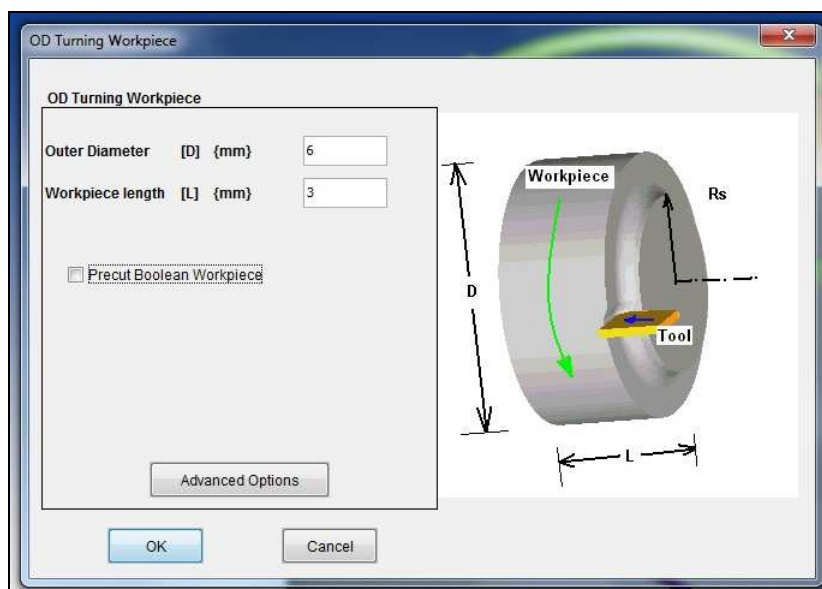 OD Turning Workpiece
OD Turning Workpiece
Outer Diameter [D] {mm} 6
Workpiece length [L] {mm} 3
Precut Boolean Workpiece
Advanced Options
OK Cancel
Workpiece
Rs
D
Tool
L